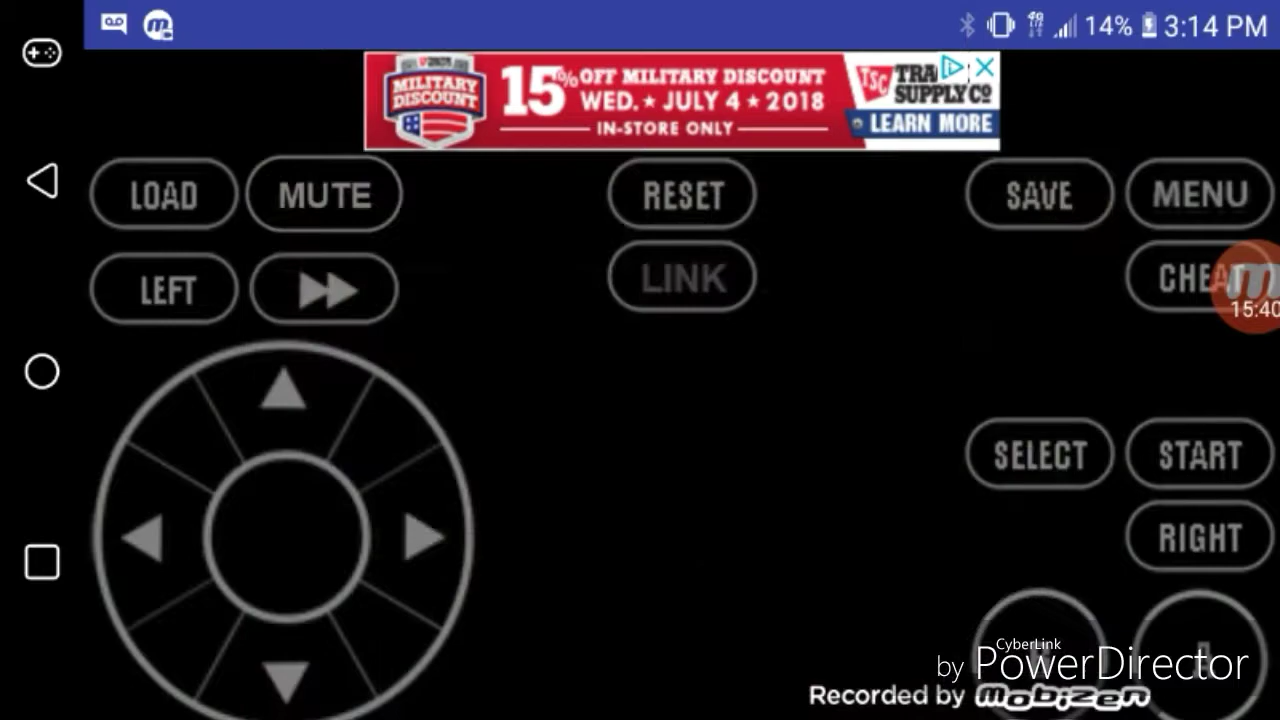 14% 3:14 PM
MILITARY
DISCOUNT
15% OFF MILITARY DISCOUNT
WED. ★ JULY 4 ★ 2018
IN-STORE ONLY
TSC
SUPPLY CO
LEARN MORE
LOAD
MUTE
RESET
SAVE
MENU
LEFT
LINK
15:40
SELECT
START
RIGHT
CyberLink
by PowerDirector
Recorded by mobizen